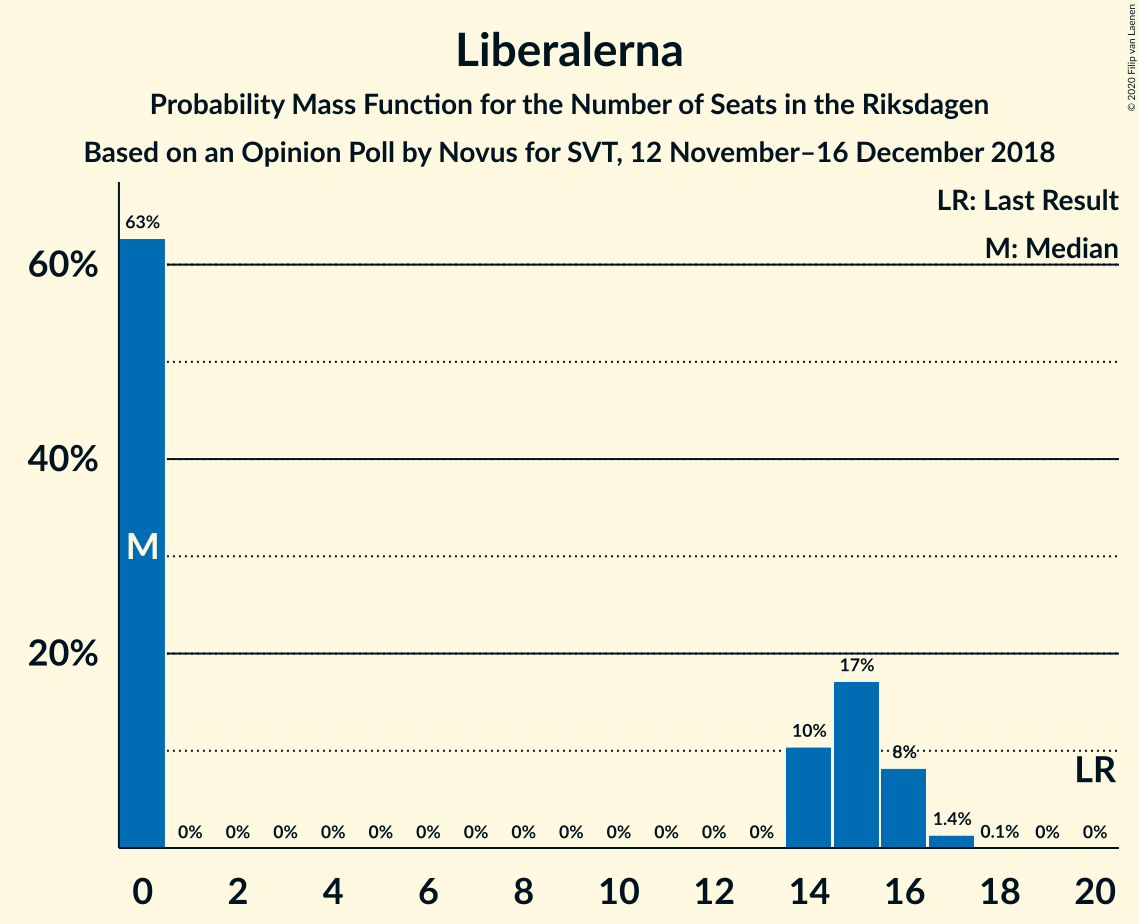 Liberalerna
Probability Mass Function for the Number of Seats in the Riksdagen
Based on an Opinion Poll by Novus for SVT, 12 November–16 December 2018
© 2020 Filip van Laenen
LR: Last Result
M: Median
60%
40%
20%
63%
0% 0% 0% 0% 0% 0% 0% 0% 0% 0% 0% 0% 0% 10% 17% 8% 1.4% 0.1% 0% 0%
M
LR
0 2 4 6 8 10 12 14 16 18 20